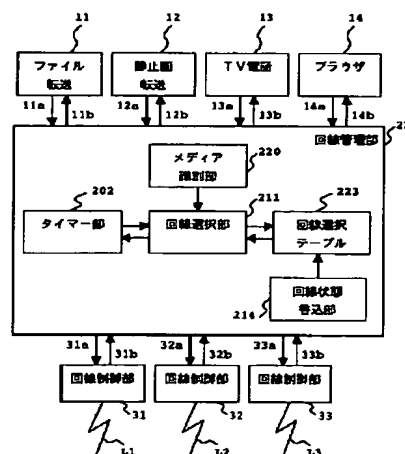 11
12
13
14
ファイル
転送
静止画
転送
TV電話
ブラウザ
11a
11b
12a
12b
13a
13b
14a
14b
回線管理部
メディア
識別部
220
202
211
223
タイマー部
回線選択部
回線選択
テーブル
回線状態
書込部
214
31a
31b
32a
32b
33a
33b
回線制御部
回線制御部
回線制御部
31
32
33
L1
L2
L3